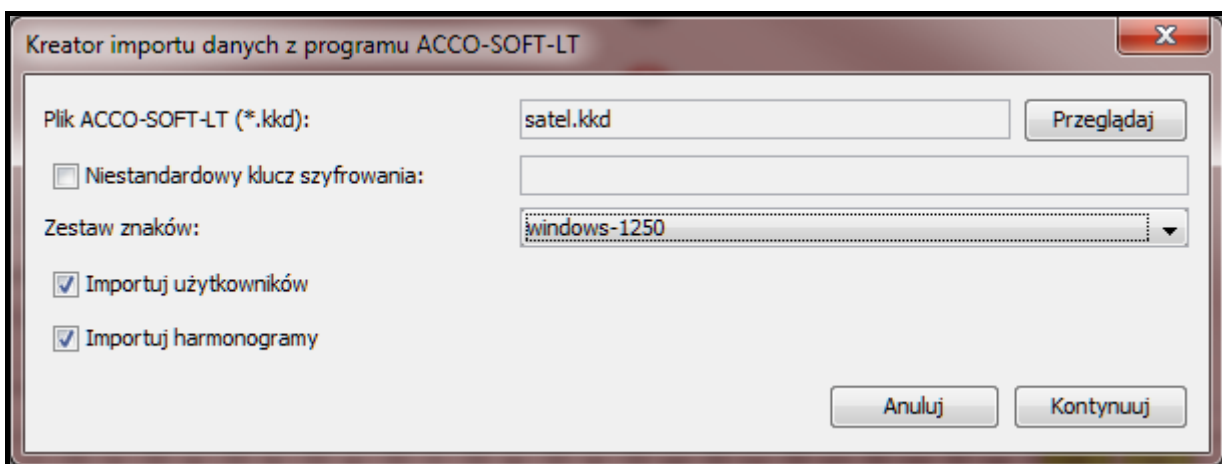 Kreator importu danych z programu ACCO-SOFT-LT
Plik ACCO-SOFT-LT (*.kkd): satel.kkd Przeglądaj
Niestandardowy klucz szyfrowania:
Zestaw znaków: windows-1250
Importuj użytkowników
Importuj harmonogramy
Anuluj Kontynuuj